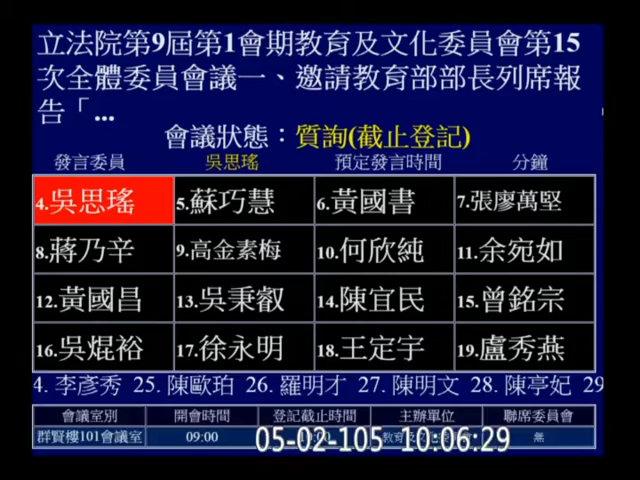 立法院第9屆第1會期教育及文化委員會第15
次全體委員會議一、邀請教育部部長列席報
告「...
會議狀態：質詢(截止登記)
發言委員 吳思瑤 預定發言時間 分鐘
4.吳思瑤 5.蘇巧慧 6.黃國書 7.張廖萬堅
8.蔣乃辛 9.高金素梅 10.何欣純 11.余宛如
12.黃國昌 13.吳秉叡 14.陳宜民 15.曾銘宗
16.吳焜裕 17.徐永明 18.王定宇 19.盧秀燕
4. 李彥秀 25. 陳歐珀 26. 羅明才 27. 陳明文 28. 陳亭妃 29
會議室別 開會時間 登記截止時間 主辦單位 聯席委員會
群賢樓101會議室 09:00 無
05-02-105 10:06:29